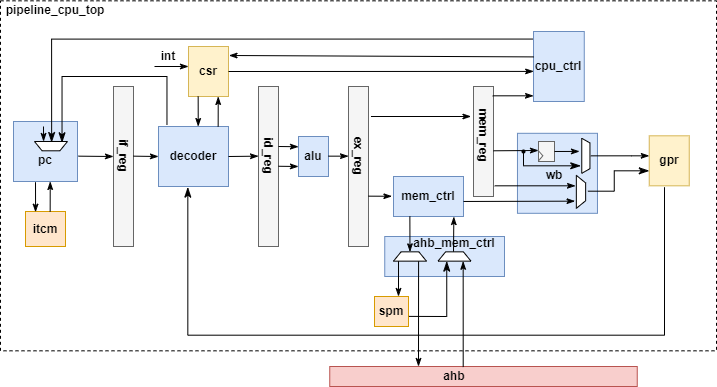 pipeline_cpu_top
int
csr
cpu_ctrl
pc
if_reg
decoder
id_reg
alu
ex_reg
mem_reg
wb
gpr
itcm
mem_ctrl
ahb_mem_ctrl
spm
ahb